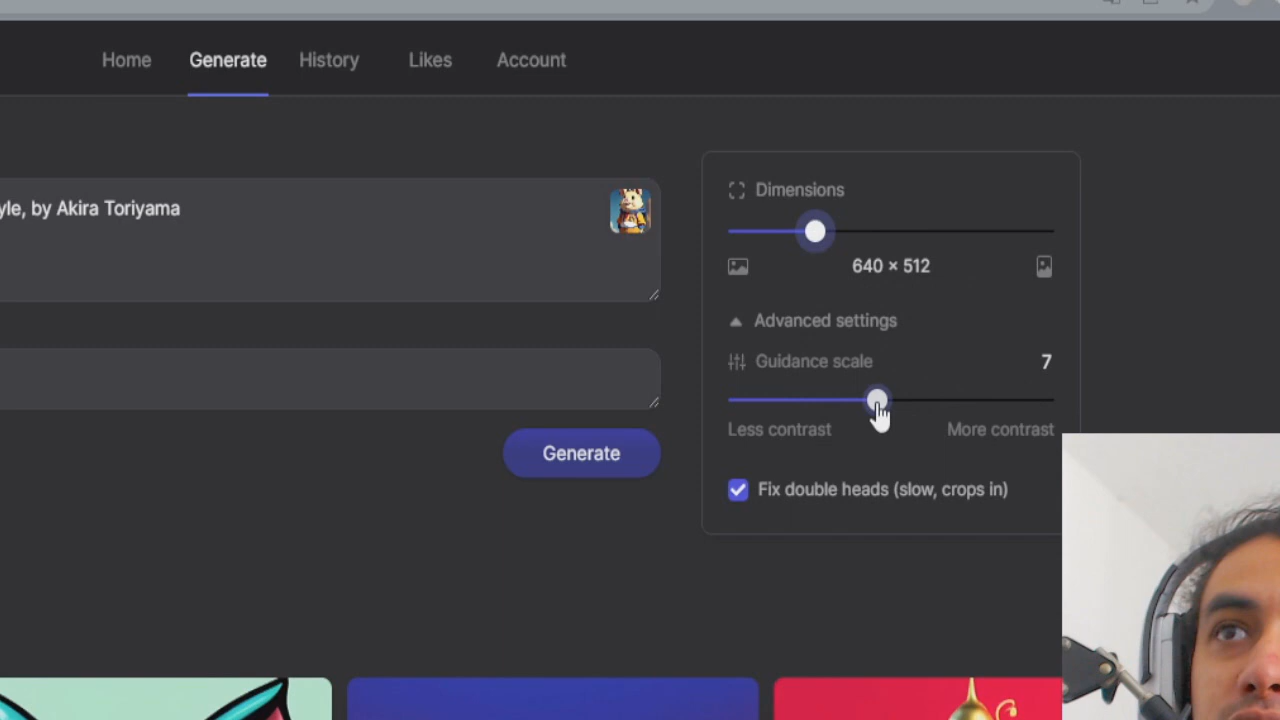 Home Generate History Likes Account
yle, by Akira Toriyama
Dimensions
640 × 512
Advanced settings
Guidance scale 7
Less contrast More contrast
Generate
Fix double heads (slow, crops in)